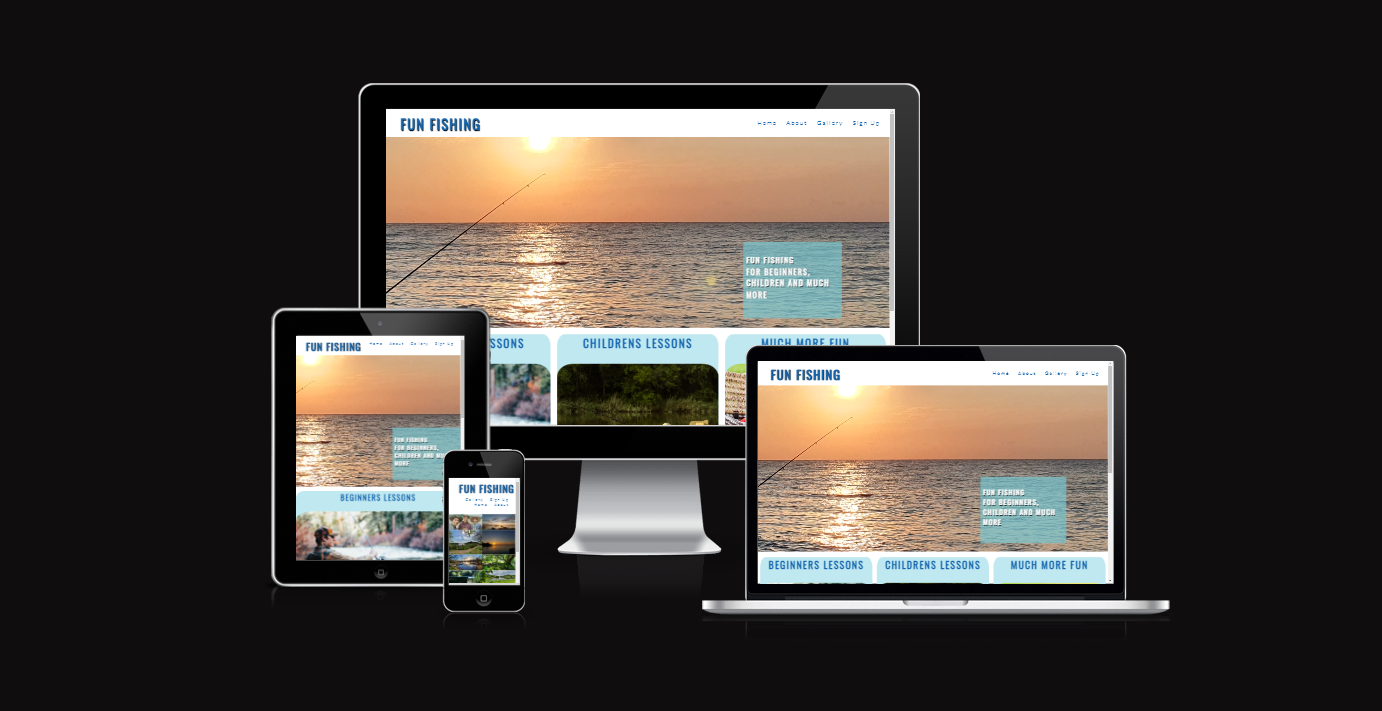 FUN FISHING
Home About Gallery Sign Up
FUN FISHING
FOR BEGINNERS,
CHILDREN AND MUCH
MORE
SSONS CHILDRENS LESSONS MUCH MORE FUN
FUN FISHING
Home About Gallery Sign Up
FUN FISHING
FOR BEGINNERS,
CHILDREN AND MU
MORE
BEGINNERS LESSONS
FUN FISHING
Gallery Sign Up
Home About
FUN FISHING
Home About Gallery Sign Up
FUN FISHING
FOR BEGINNERS,
CHILDREN AND MUCH
MORE
BEGINNERS LESSONS CHILDRENS LESSONS MUCH MORE FUN